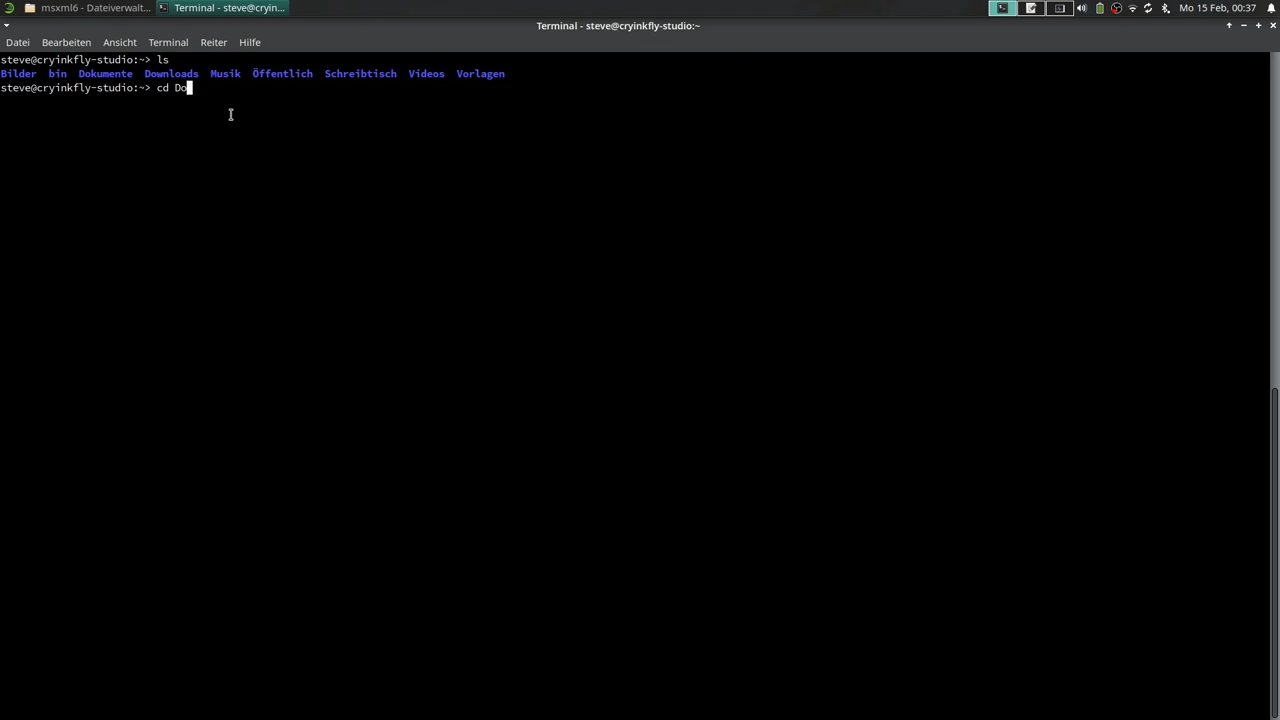 msxml6 - Dateiverwalt... Terminal - steve@cryin... Mo 15 Feb, 00:37
Terminal - steve@cryinkfly-studio:~
Datei Bearbeiten Ansicht Terminal Reiter Hilfe
steve@cryinkfly-studio:~> ls
Bilder bin Dokumente Downloads Musik Öffentlich Schreibtisch Videos Vorlagen
steve@cryinkfly-studio:~> cd Do